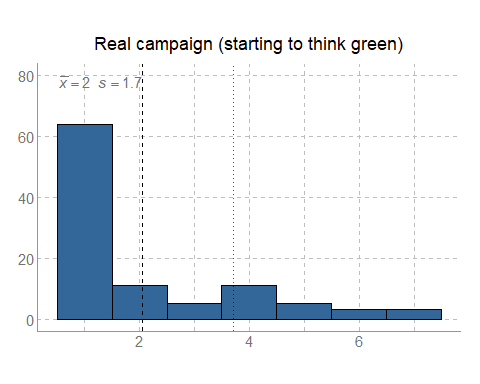 Real campaign (starting to think green)
x̄ = 2 s = 1.7
80
60
40
20
0
2 4 6